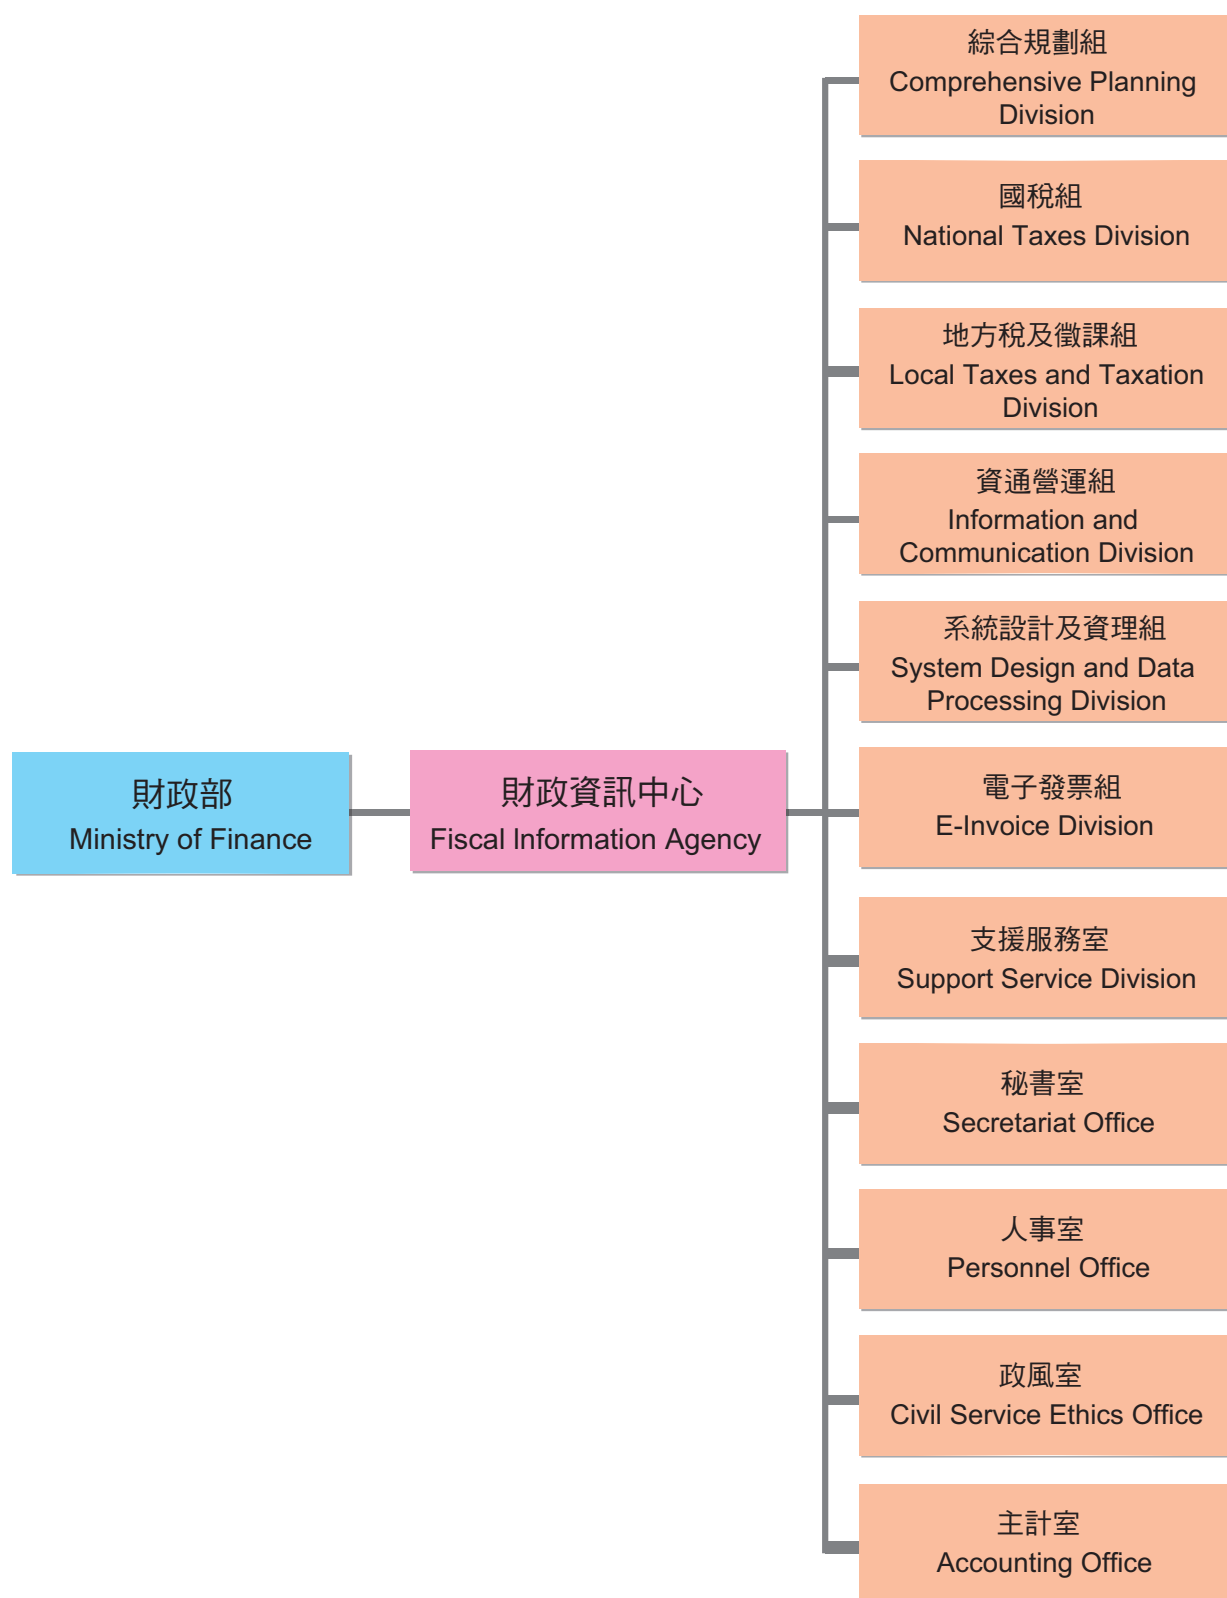 財政部
Ministry of Finance
財政資訊中心
Fiscal Information Agency
綜合規劃組
Comprehensive Planning
Division
國稅組
National Taxes Division
地方稅及徵課組
Local Taxes and Taxation
Division
資通營運組
Information and
Communication Division
系統設計及資理組
System Design and Data
Processing Division
電子發票組
E-Invoice Division
支援服務室
Support Service Division
秘書室
Secretariat Office
人事室
Personnel Office
政風室
Civil Service Ethics Office
主計室
Accounting Office